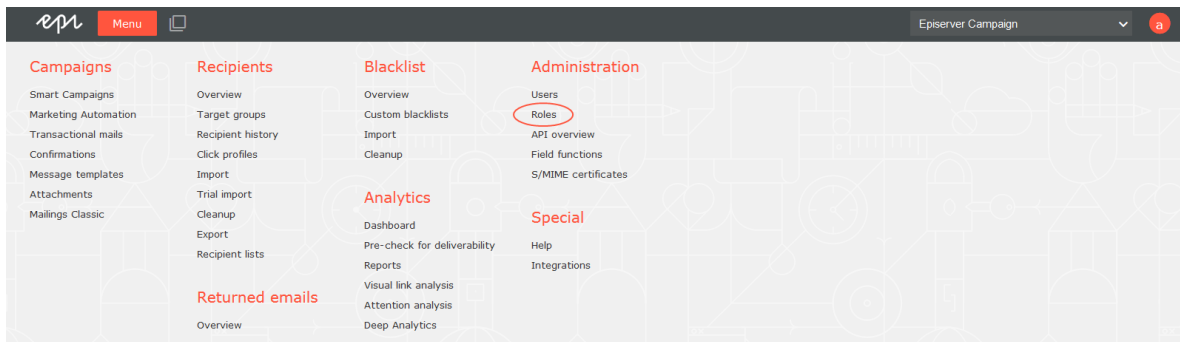 epi
Menu
Episerver Campaign
a
Campaigns
Smart Campaigns
Marketing Automation
Transactional mails
Confirmations
Message templates
Attachments
Mailings Classic
Recipients
Overview
Target groups
Recipient history
Click profiles
Import
Trial import
Cleanup
Export
Recipient lists
Returned emails
Overview
Blacklist
Overview
Custom blacklists
Import
Cleanup
Analytics
Dashboard
Pre-check for deliverability
Reports
Visual link analysis
Attention analysis
Deep Analytics
Administration
Users
Roles
API overview
Field functions
S/MIME certificates
Special
Help
Integrations